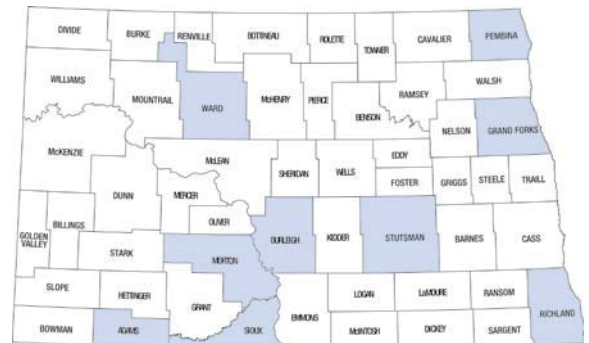 DIVIDE BURKE RENVILLE BOTTINEAU ROLETTE TOWNER CAVALIER PEMBINA
WILLIAMS MOUNTRAIL WARD McHENRY PIERCE BENSON RAMSEY WALSH
NELSON GRAND FORKS
McKENZIE McLEAN SHERIDAN WELLS EDDY
FOSTER GRIGGS STEELE TRAILL
DUNN MERCER
OLIVER
GOLDEN VALLEY BILLINGS STARK MORTON BURLEIGH KIDDER STUTSMAN BARNES CASS
SLOPE HETTINGER GRANT LOGAN LaMOURE RANSOM RICHLAND
EMMONS
BOWMAN ADAMS SIOUX McINTOSH DICKEY SARGENT